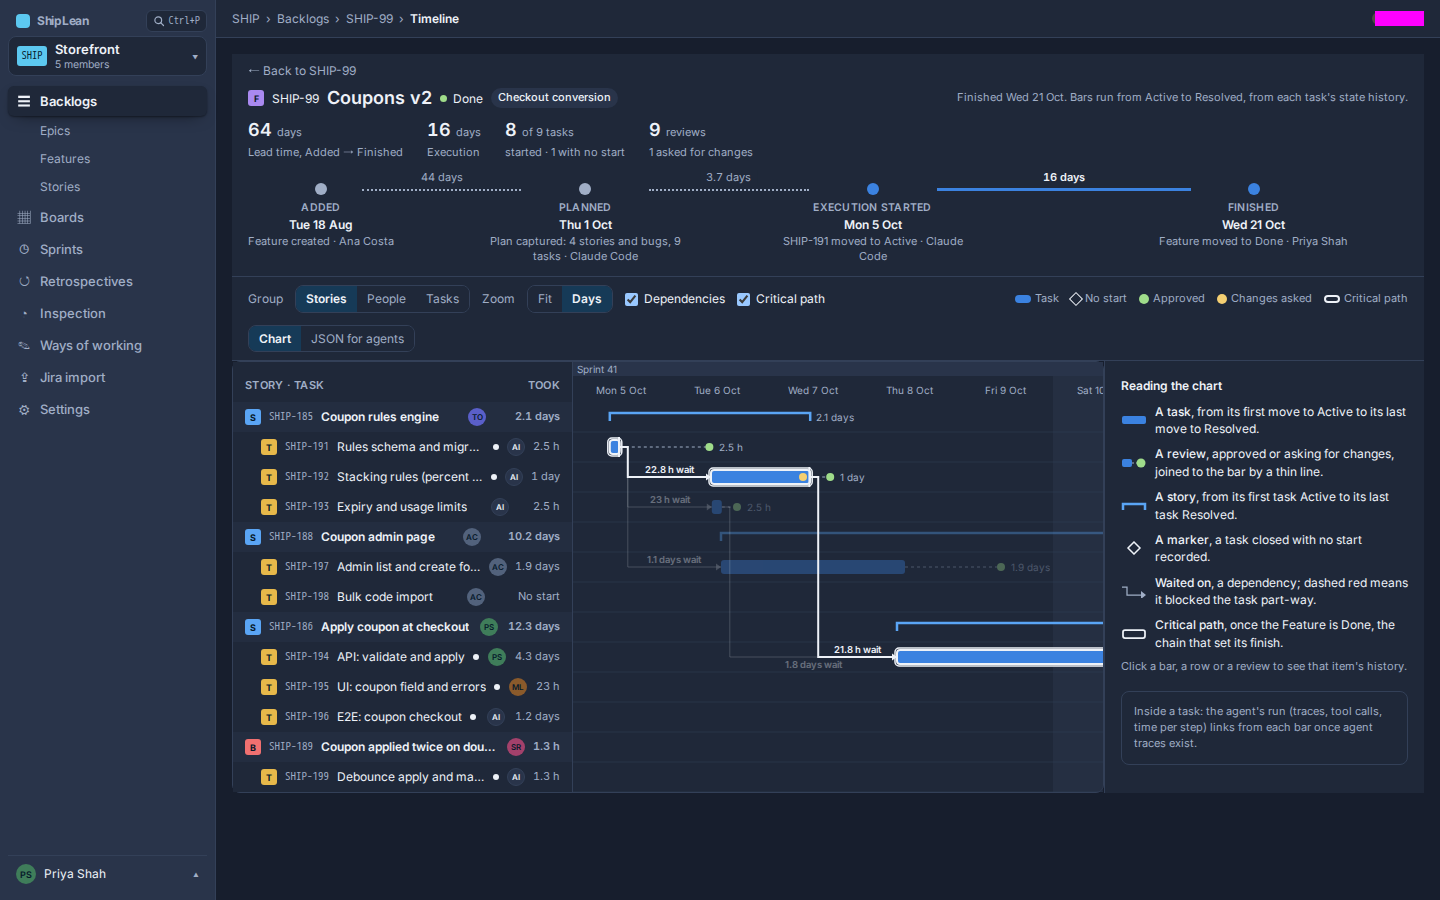 ShipLean
Ctrl+P
SHIP
Storefront
5 members
Backlogs
Epics
Features
Stories
Boards
Sprints
Retrospectives
Inspection
Ways of working
Jira import
Settings
PS
Priya Shah
SHIP › Backlogs › SHIP-99 › Timeline
← Back to SHIP-99
F SHIP-99 Coupons v2 Done Checkout conversion
Finished Wed 21 Oct. Bars run from Active to Resolved, from each task's state history.
64 days
Lead time, Added → Finished
16 days
Execution
8 of 9 tasks
started · 1 with no start
9 reviews
1 asked for changes
44 days
3.7 days
16 days
ADDED
Tue 18 Aug
Feature created · Ana Costa
PLANNED
Thu 1 Oct
Plan captured: 4 stories and bugs, 9
tasks · Claude Code
EXECUTION STARTED
Mon 5 Oct
SHIP-191 moved to Active · Claude
Code
FINISHED
Wed 21 Oct
Feature moved to Done · Priya Shah
Group Stories People Tasks Zoom Fit Days Dependencies Critical path
Task No start Approved Changes asked Critical path
Chart JSON for agents
STORY · TASK TOOK
S SHIP-185 Coupon rules engine TO 2.1 days
T SHIP-191 Rules schema and migr... AI 2.5 h
T SHIP-192 Stacking rules (percent ... AI 1 day
T SHIP-193 Expiry and usage limits AI 2.5 h
S SHIP-188 Coupon admin page AC 10.2 days
T SHIP-197 Admin list and create fo... AC 1.9 days
T SHIP-198 Bulk code import AC No start
S SHIP-186 Apply coupon at checkout PS 12.3 days
T SHIP-194 API: validate and apply PS 4.3 days
T SHIP-195 UI: coupon field and errors ML 23 h
T SHIP-196 E2E: coupon checkout AI 1.2 days
B SHIP-189 Coupon applied twice on dou... SR 1.3 h
T SHIP-199 Debounce apply and ma... AI 1.3 h
Sprint 41
Mon 5 Oct Tue 6 Oct Wed 7 Oct Thu 8 Oct Fri 9 Oct Sat 10
2.1 days
2.5 h
22.8 h wait
1 day
23 h wait
2.5 h
1.1 days wait
1.9 days
21.8 h wait
1.8 days wait
Reading the chart
A task, from its first move to Active to its last
move to Resolved.
A review, approved or asking for changes,
joined to the bar by a thin line.
A story, from its first task Active to its last
task Resolved.
A marker, a task closed with no start
recorded.
Waited on, a dependency; dashed red means
it blocked the task part-way.
Critical path, once the Feature is Done, the
chain that set its finish.
Click a bar, a row or a review to see that item's history.
Inside a task: the agent's run (traces, tool calls,
time per step) links from each bar once agent
traces exist.